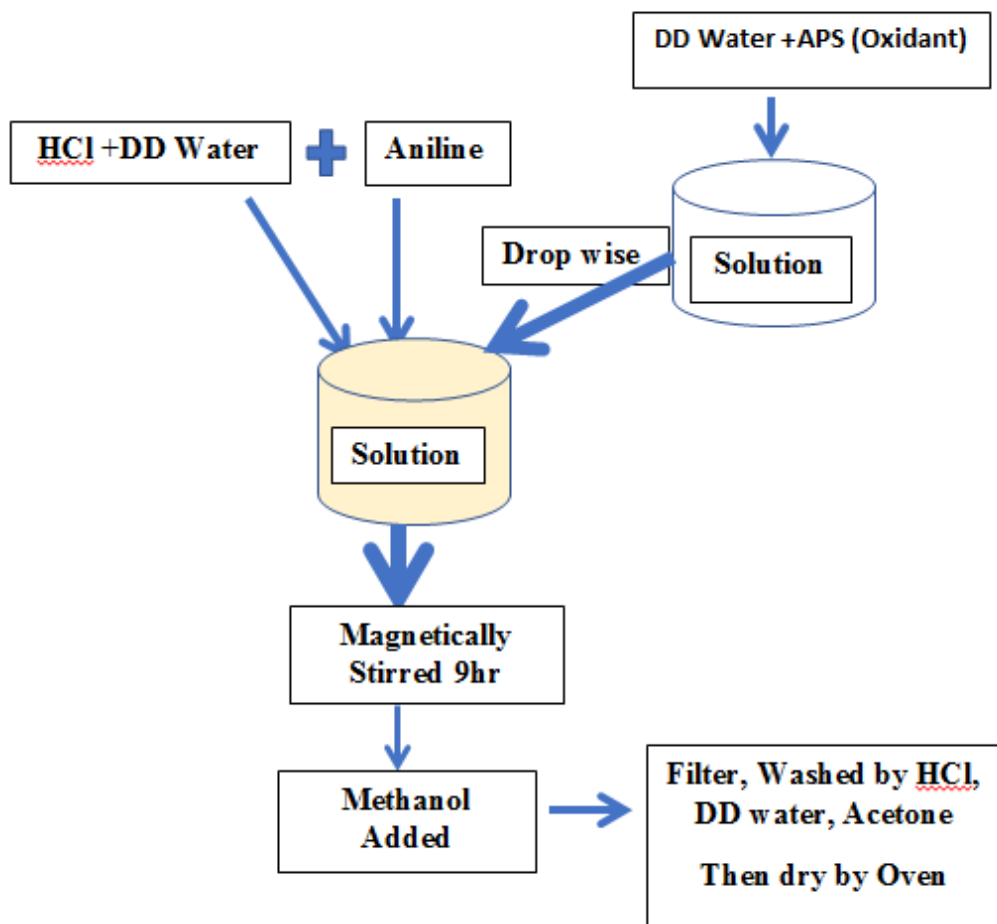 DD Water +APS (Oxidant)
HCl +DD Water
Aniline
Drop wise
Solution
Solution
Magnetically
Stirred 9hr
Methanol
Added
Filter, Washed by HCl,
DD water, Acetone
Then dry by Oven